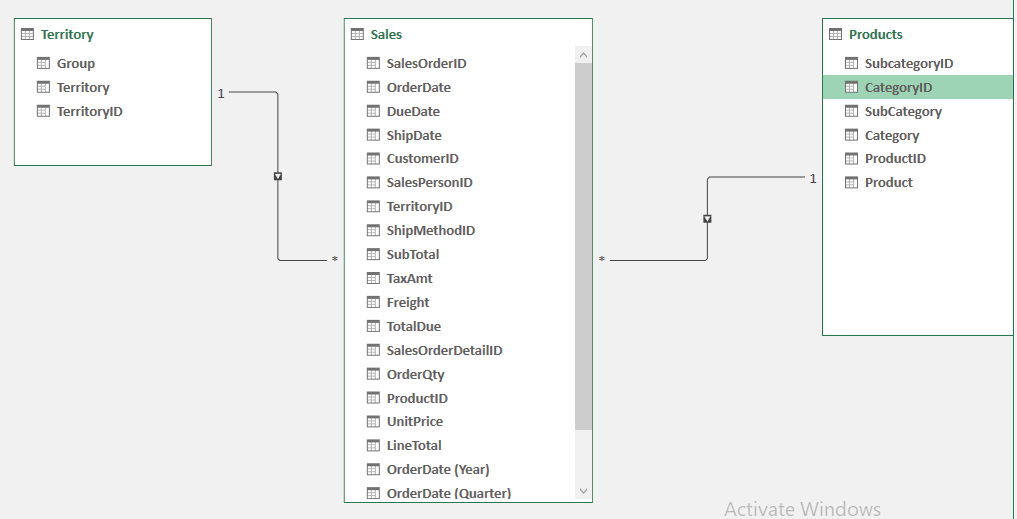 Territory
Group
Territory
TerritoryID
1
*
Sales
SalesOrderID
OrderDate
DueDate
ShipDate
CustomerID
SalesPersonID
TerritoryID
ShipMethodID
SubTotal
TaxAmt
Freight
TotalDue
SalesOrderDetailID
OrderQty
ProductID
UnitPrice
LineTotal
OrderDate (Year)
OrderDate (Quarter)
*
1
Products
SubcategoryID
CategoryID
SubCategory
Category
ProductID
Product
Activate Windows